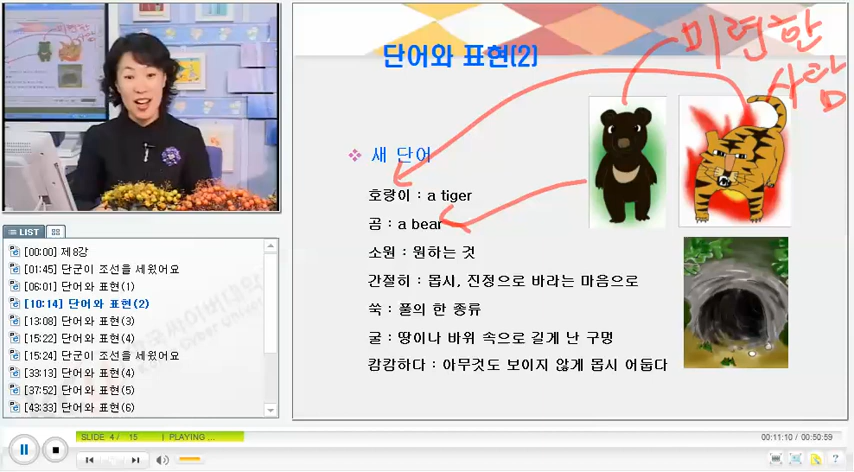 단어와 표현(2)
미련한
사람
새 단어
호랑이 : a tiger
곰 : a bear
소원 : 원하는 것
간절히 : 몹시, 진정으로 바라는 마음으로
쑥 : 풀의 한 종류
굴 : 땅이나 바위 속으로 길게 난 구멍
캄캄하다 : 아무것도 보이지 않게 몹시 어둡다
LIST
[00:00] 제8강
[01:45] 단군이 조선을 세웠어요
[06:01] 단어와 표현(1)
[10:14] 단어와 표현(2)
[13:08] 단어와 표현(3)
[15:22] 단어와 표현(4)
[15:24] 단군이 조선을 세웠어요
[33:13] 단어와 표현(4)
[37:52] 단어와 표현(5)
[43:33] 단어와 표현(6)
SLIDE 4 / 15 | PLAYING ...
00:11:10 / 00:50:59